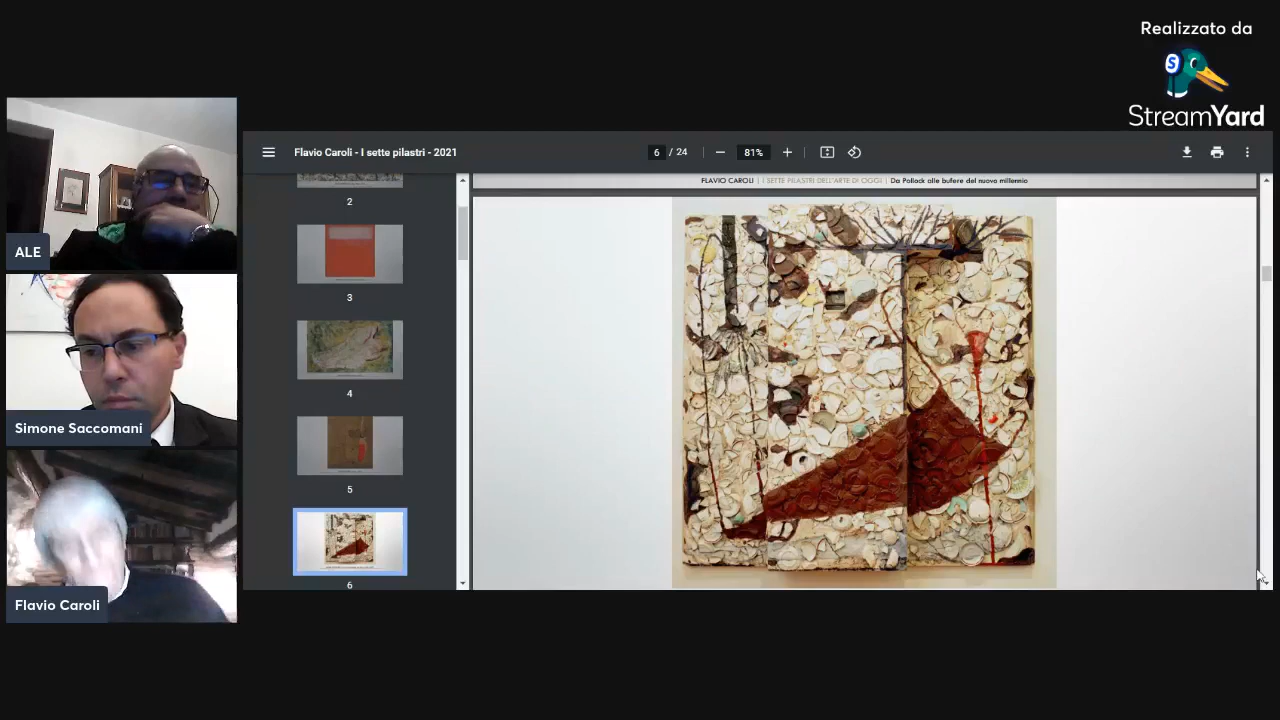 Realizzato da
StreamYard
Flavio Caroli - I sette pilastri - 2021
6 / 24
81%
FLAVIO CAROLI | I SETTE PILASTRI DELL'ARTE DI OGGI | Da Pollock alle bufere del nuovo millennio
2
3
4
5
6
ALE
Simone Saccomani
Flavio Caroli